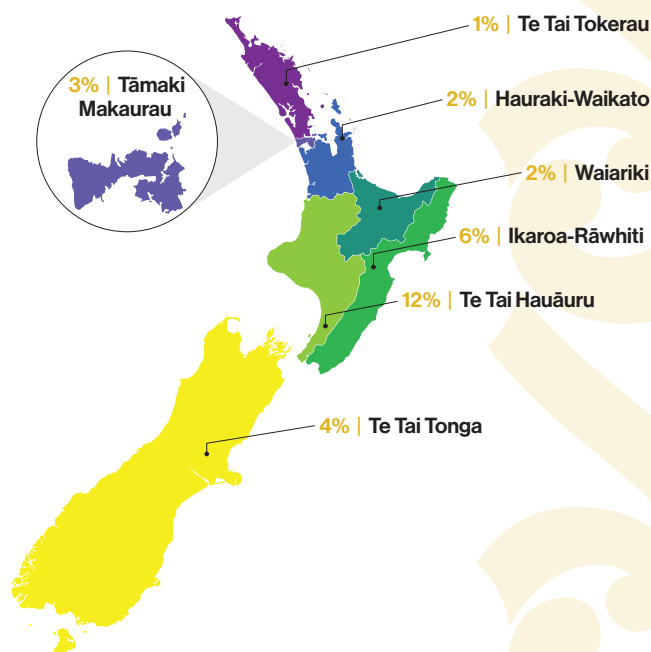 1% | Te Tai Tokerau
3% | Tāmaki
Makaurau
2% | Hauraki-Waikato
2% | Waiariki
6% | Ikaroa-Rāwhiti
12% | Te Tai Hauāuru
4% | Te Tai Tonga